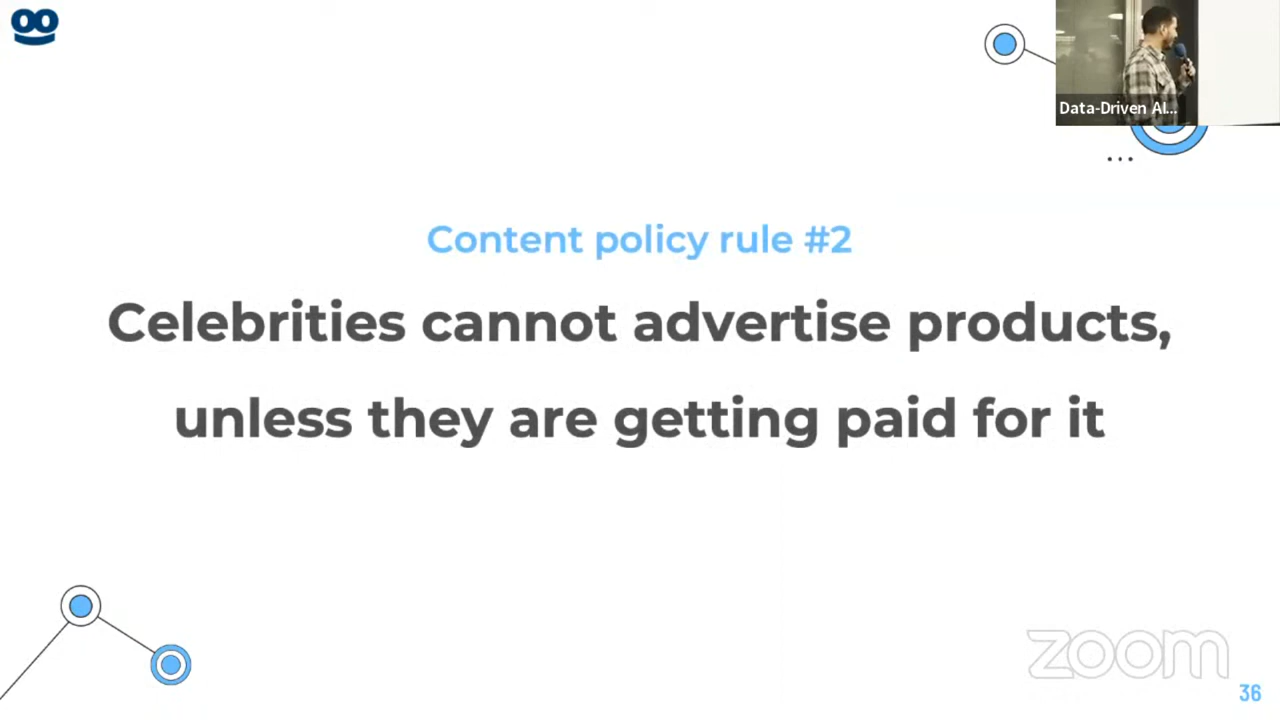 Data-Driven AI...
Content policy rule #2
Celebrities cannot advertise products,
unless they are getting paid for it
zoom
36